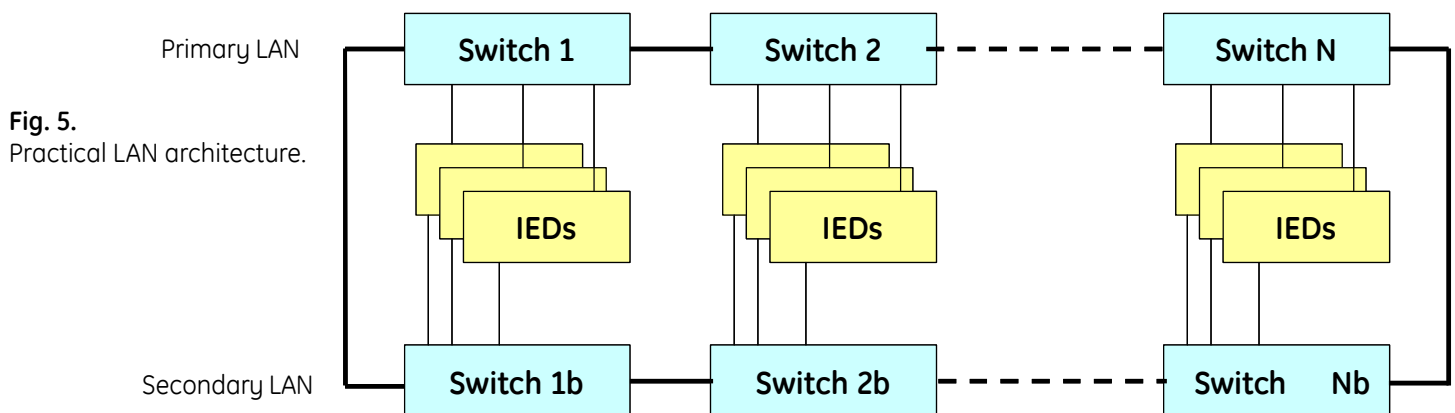 Primary LAN
Switch 1
Switch 2
Switch N
Fig. 5.
Practical LAN architecture.
IEDs
IEDs
IEDs
Secondary LAN
Switch 1b
Switch 2b
Switch Nb